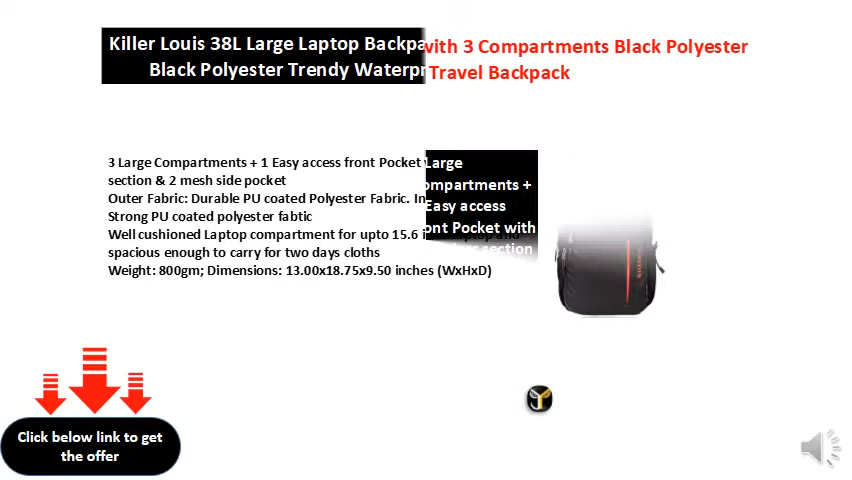 Killer Louis 38L Large Laptop Backpa with 3 Compartments Black Polyester
Black Polyester Trendy Waterpr Travel Backpack
3 Large Compartments + 1 Easy access front Pocket
section & 2 mesh side pocket
Outer Fabric: Durable PU coated Polyester Fabric. In
Strong PU coated polyester fabtic
Well cushioned Laptop compartment for upto 15.6
spacious enough to carry for two days cloths
Weight: 800gm; Dimensions: 13.00x18.75x9.50 inches (WxHxD)
Large
ompartments +
Easy access
ont Pocket with
section
Click below link to get
the offer